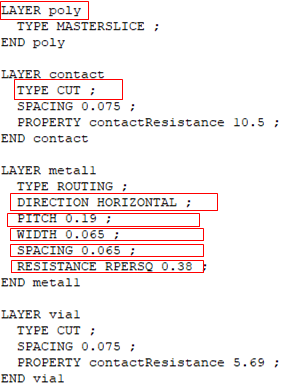 LAYER poly
TYPE MASTERSLICE ;
END poly
LAYER contact
TYPE CUT ;
SPACING 0.075 ;
PROPERTY contactResistance 10.5 ;
END contact
LAYER metal1
TYPE ROUTING ;
DIRECTION HORIZONTAL ;
PITCH 0.19 ;
WIDTH 0.065 ;
SPACING 0.065 ;
RESISTANCE RPERSQ 0.38 ;
END metal1
LAYER via1
TYPE CUT ;
SPACING 0.075 ;
PROPERTY contactResistance 5.69 ;
END via1